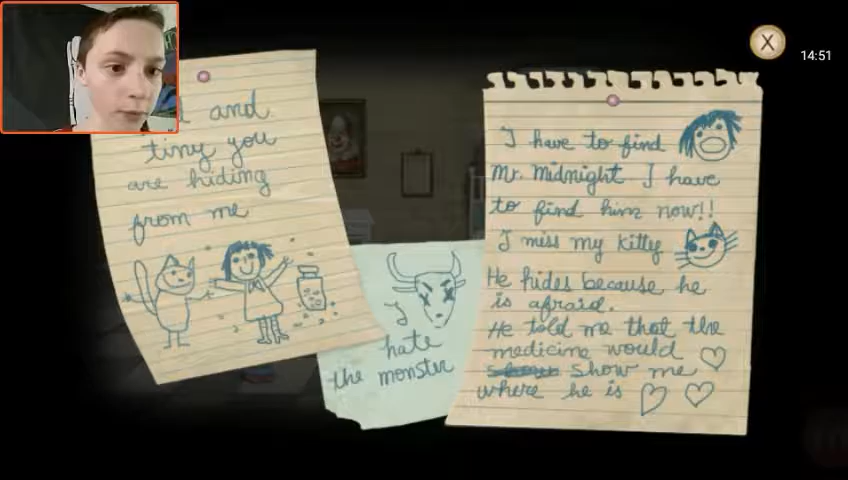 and
tiny you
are hiding
from me
I
hate
the monster
I have to find
Mr. Midnight I have
to find him now!!
I miss my kitty
He hides because he
is afraid.
He told me that the
medicine would
show me
where he is
X
14:51